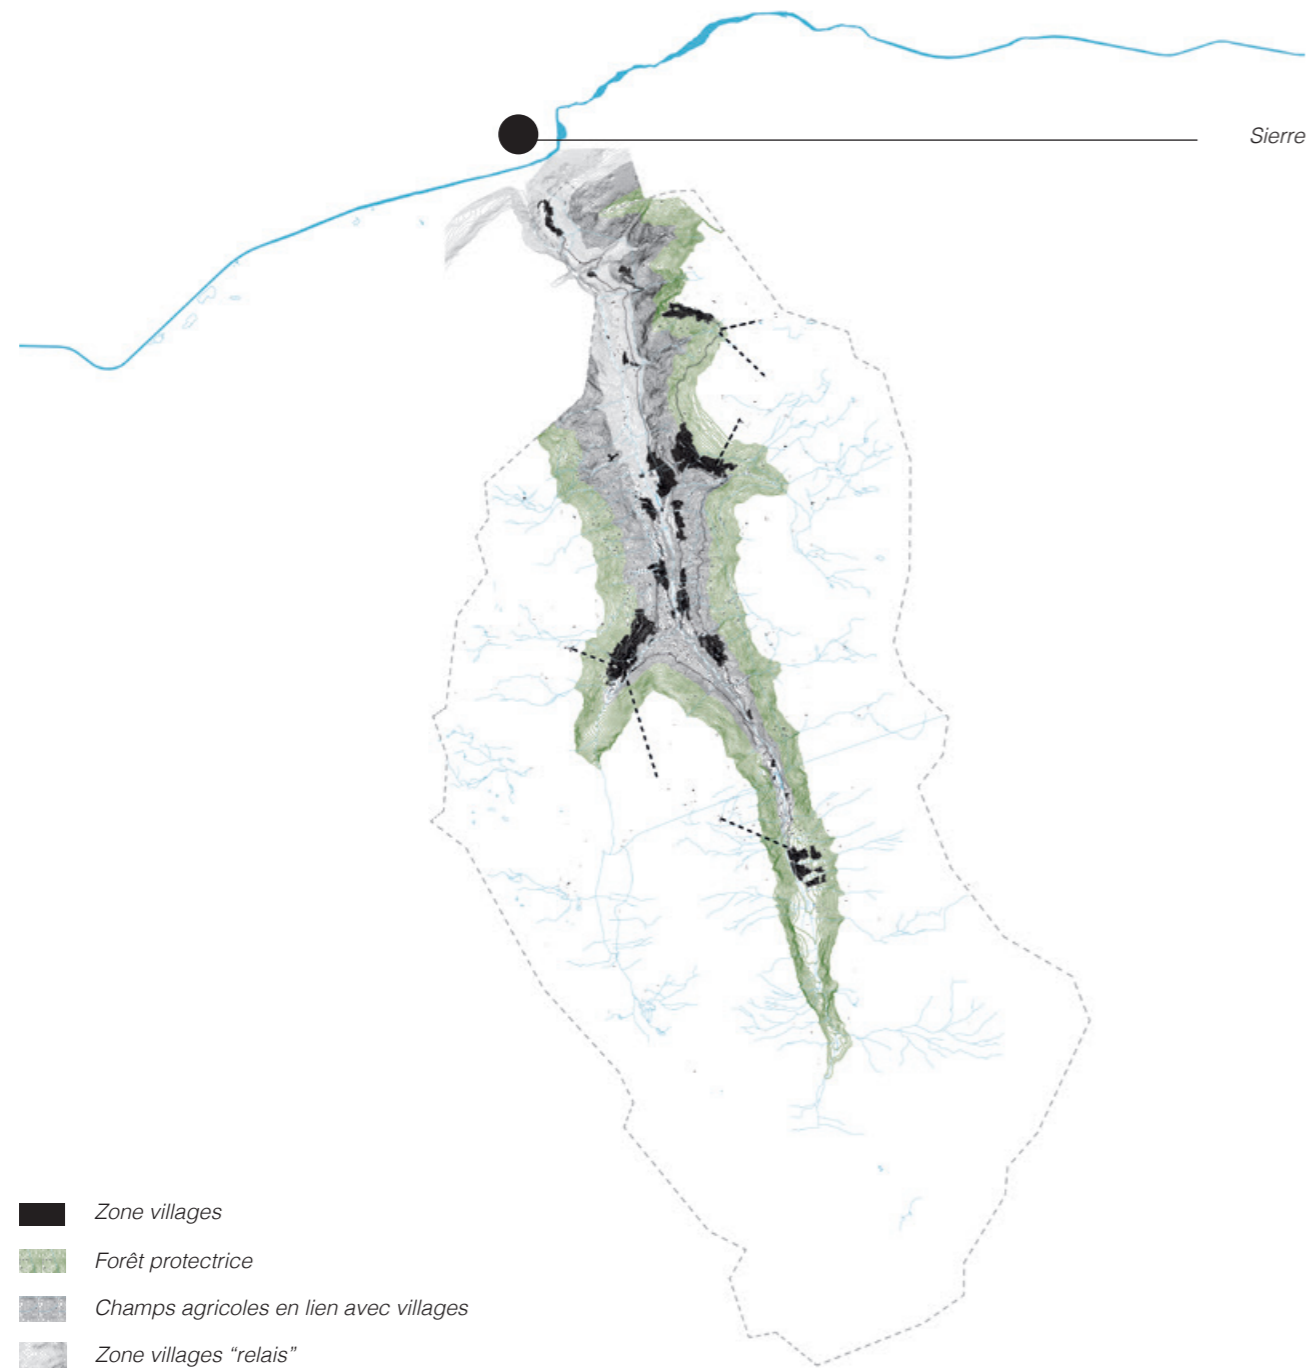 Sierre
Zone villages
Forêt protectrice
Champs agricoles en lien avec villages
Zone villages “relais”